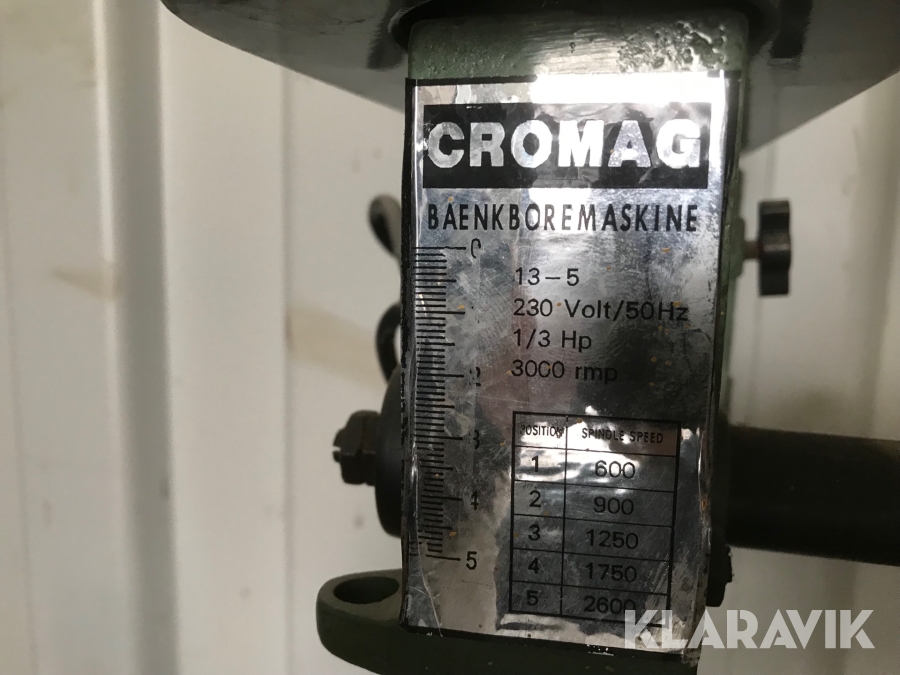 CROMAG
BAENKBOREMASKINE
0
2
3
4
5
13-5
230 Volt/50Hz
1/3 Hp
3000 rmp
POSITION SPINDLE SPEED
1 600
2 900
3 1250
4 1750
5 2600
KLARAVIK